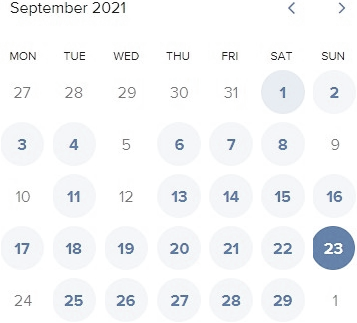 September 2021 < >
MON TUE WED THU FRI SAT SUN
27 28 29 30 31 1 2
3 4 5 6 7 8 9
10 11 12 13 14 15 16
17 18 19 20 21 22 23
24 25 26 27 28 29 1